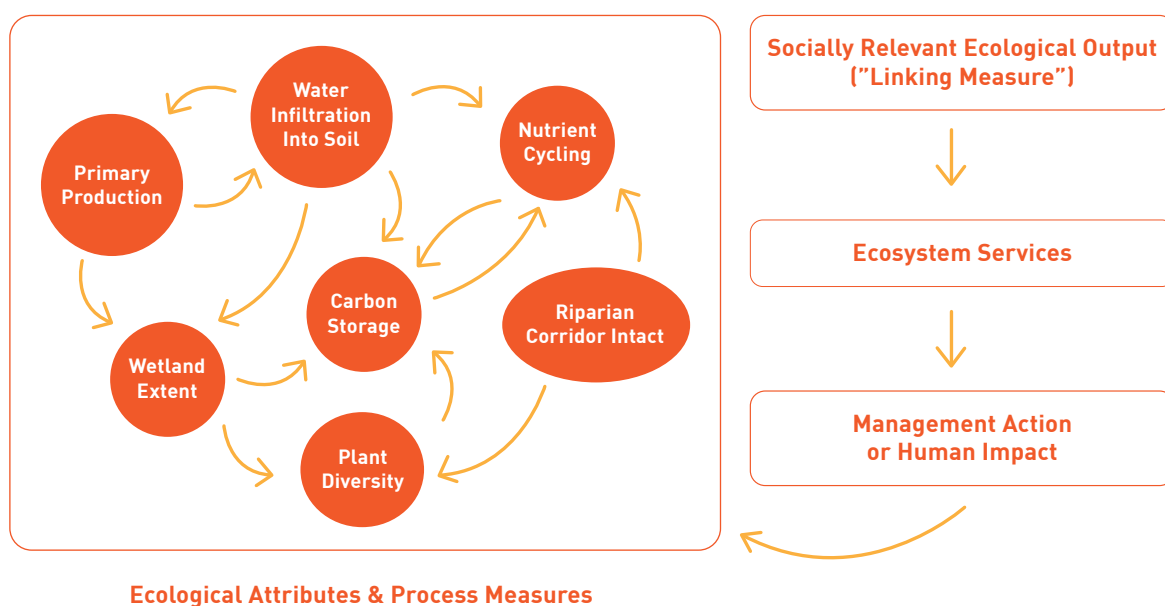 Water
Infiltration
Into Soil
Nutrient
Cycling
Primary
Production
Carbon
Storage
Riparian
Corridor Intact
Wetland
Extent
Plant
Diversity
Ecological Attributes & Process Measures
Socially Relevant Ecological Output
(”Linking Measure”)
Ecosystem Services
Management Action
or Human Impact